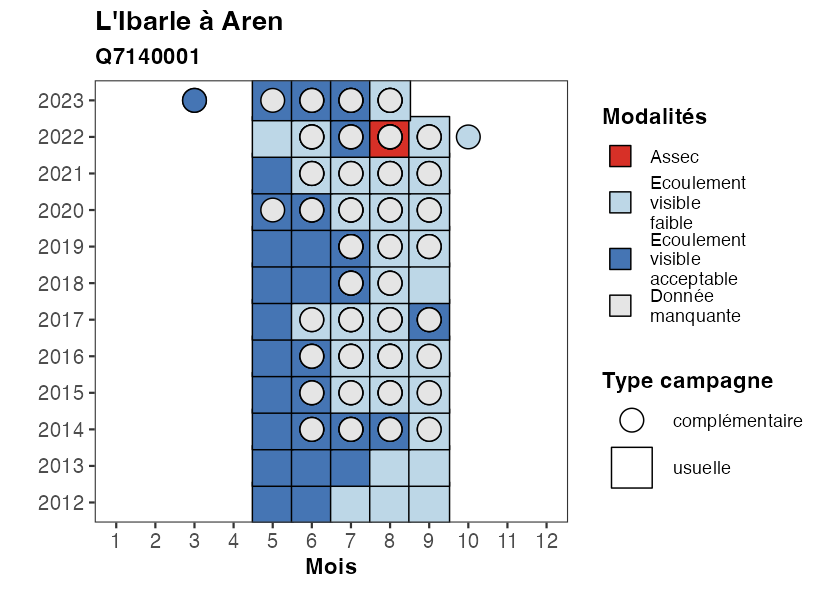 L'Ibarle à Aren
Q7140001
2023
2022
2021
2020
2019
2018
2017
2016
2015
2014
2013
2012
1 2 3 4 5 6 7 8 9 10 11 12
Mois
Modalités
Assec
Ecoulement
visible
faible
Ecoulement
visible
acceptable
Donnée
manquante
Type campagne
complémentaire
usuelle